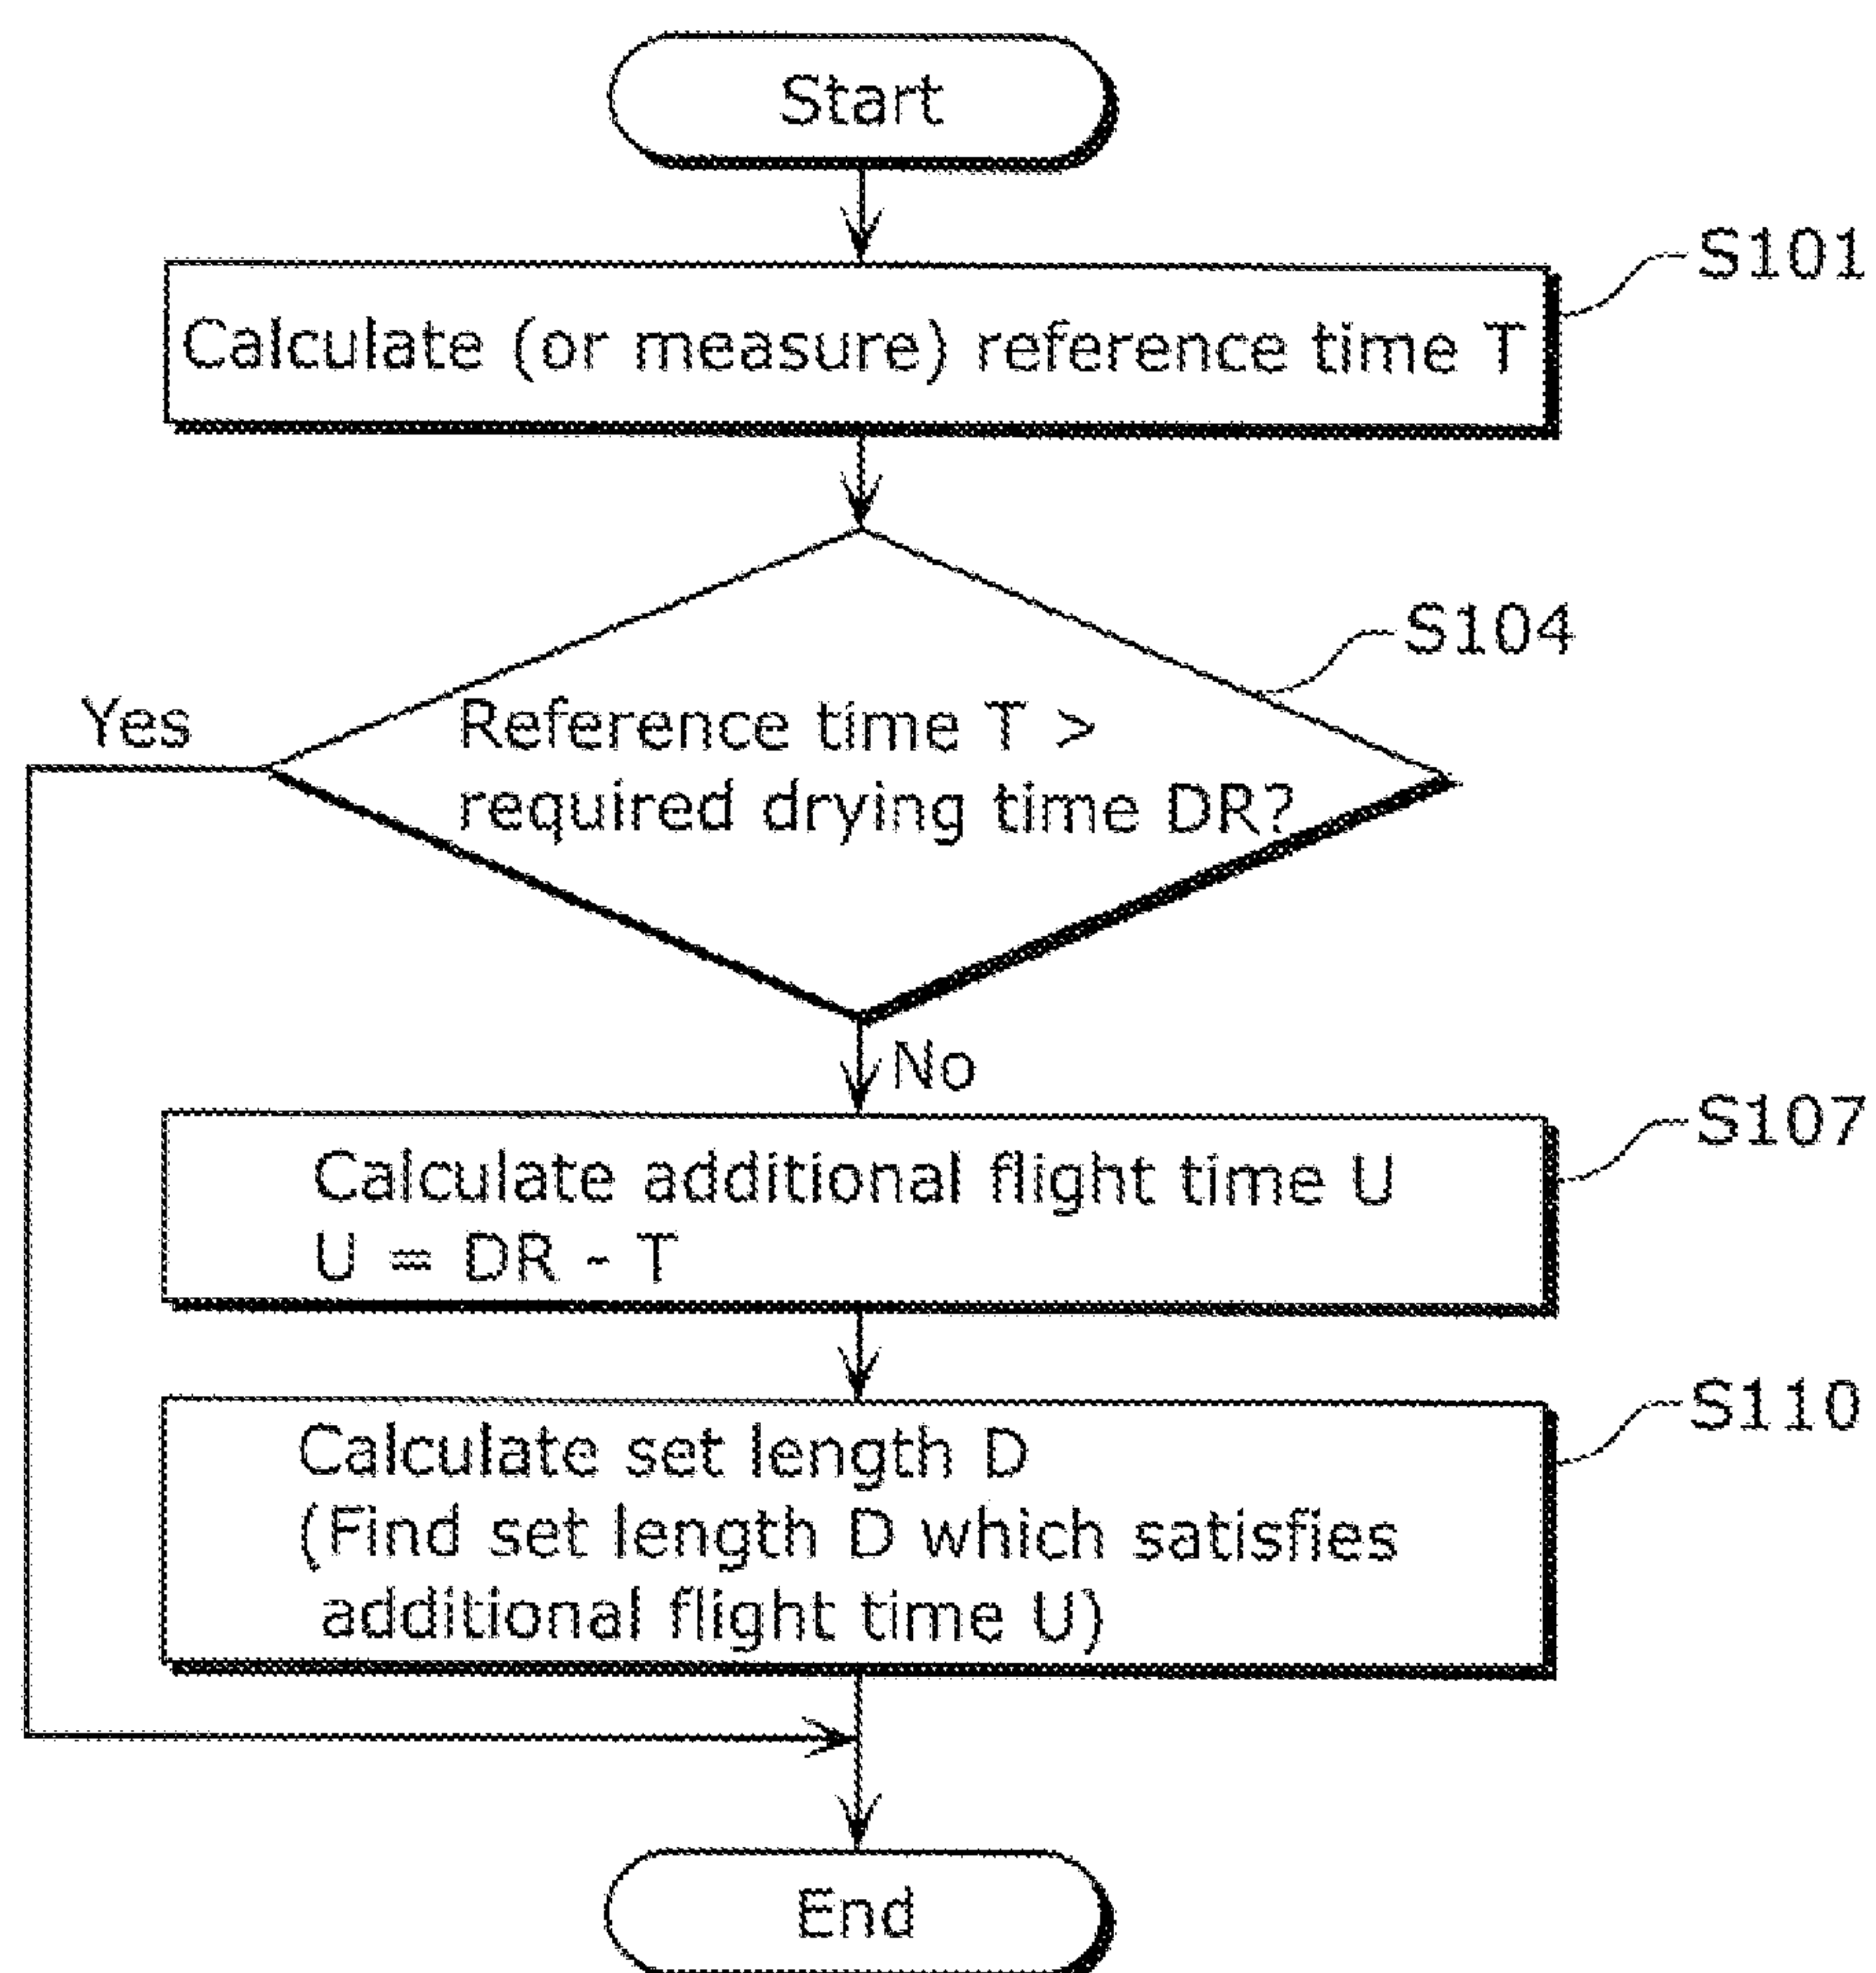 Start
S101
Calculate (or measure) reference time T
S104
Yes
Reference time T >
required drying time DR?
No
S107
Calculate additional flight time U
U = DR - T
S110
Calculate set length D
(Find set length D which satisfies
additional flight time U)
End